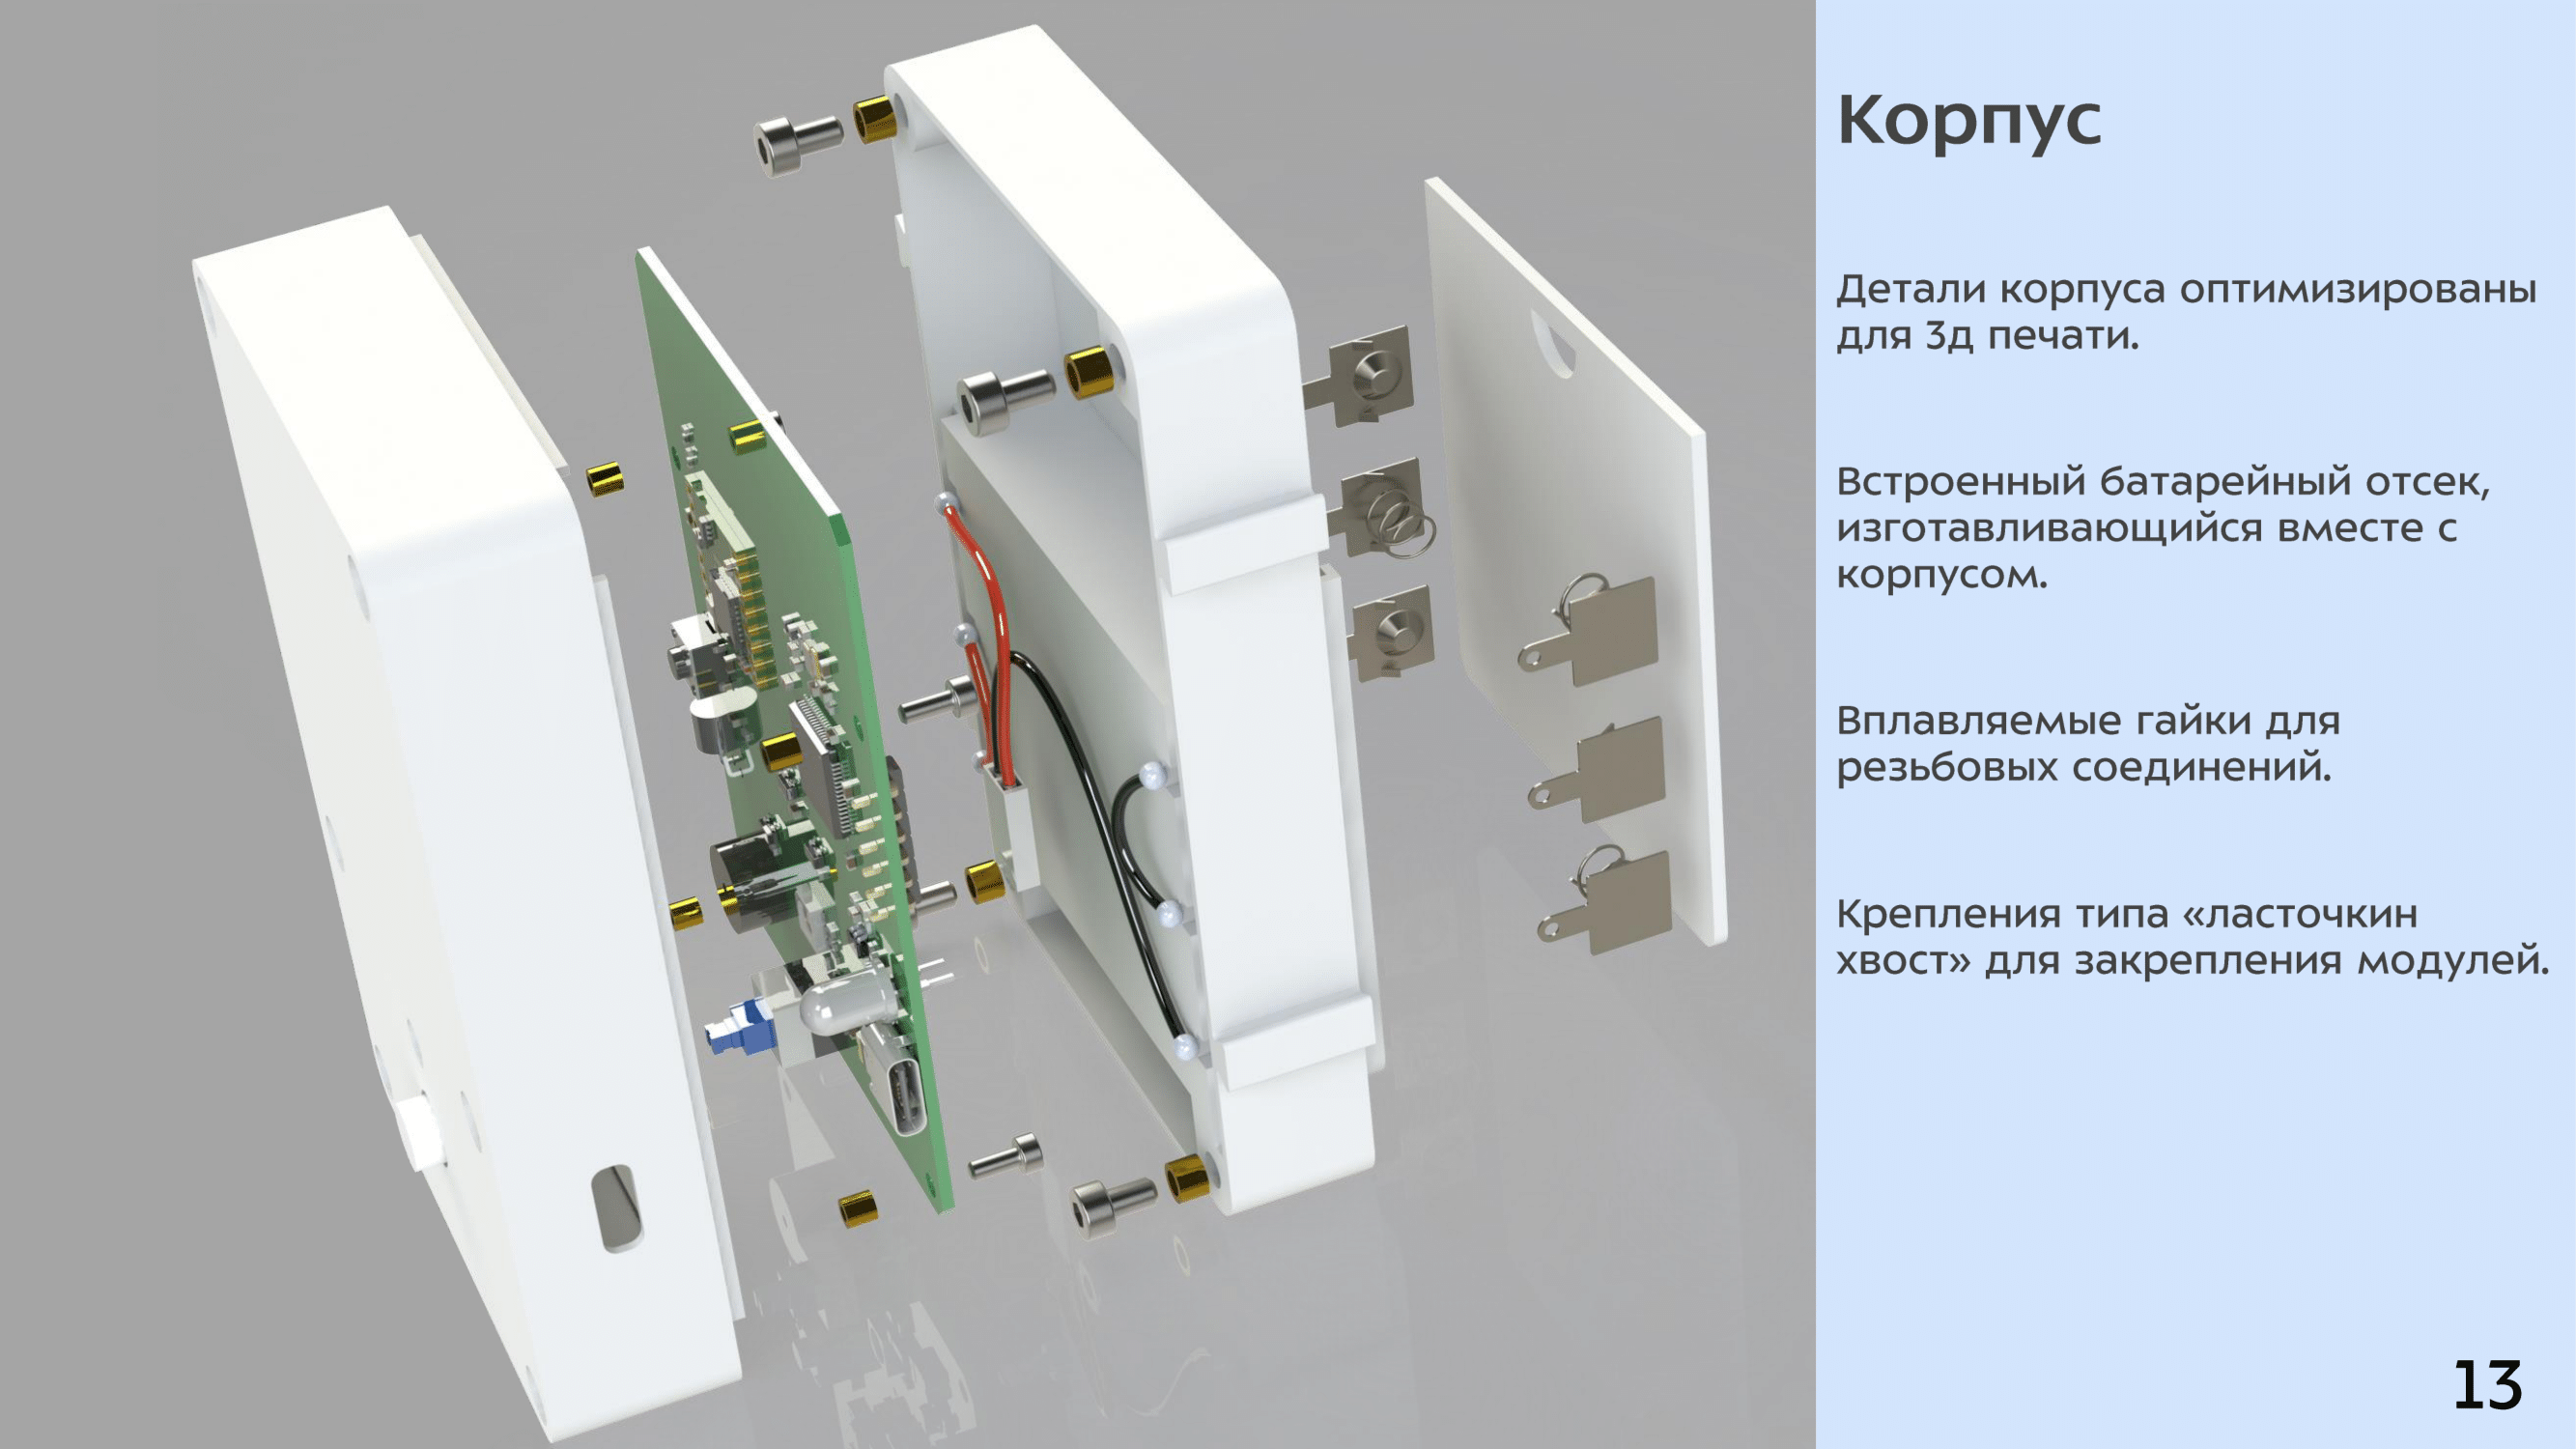 Корпус
Детали корпуса оптимизированы
для 3д печати.
Встроенный батарейный отсек,
изготавливающийся вместе с
корпусом.
Вплавляемые гайки для
резьбовых соединений.
Крепления типа «ласточкин
хвост» для закрепления модулей.
13